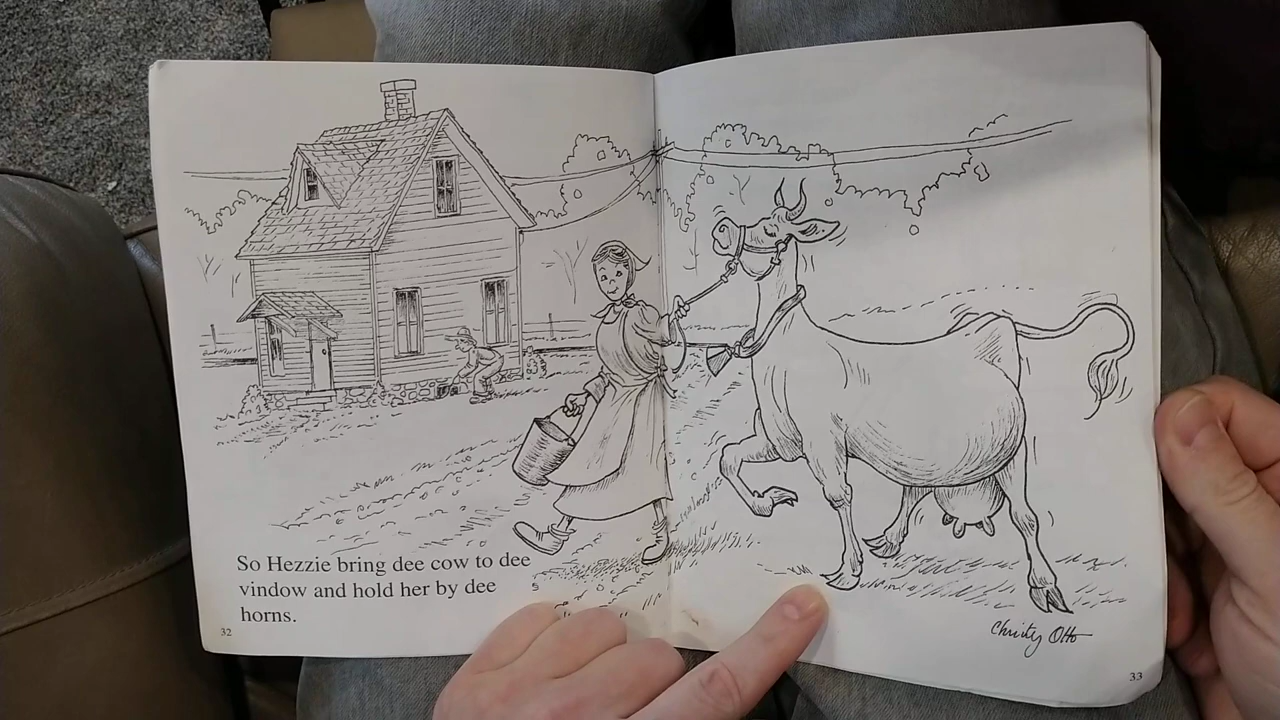 So Hezzie bring dee cow to dee
vindow and hold her by dee
horns.
32
Christy Otto
33